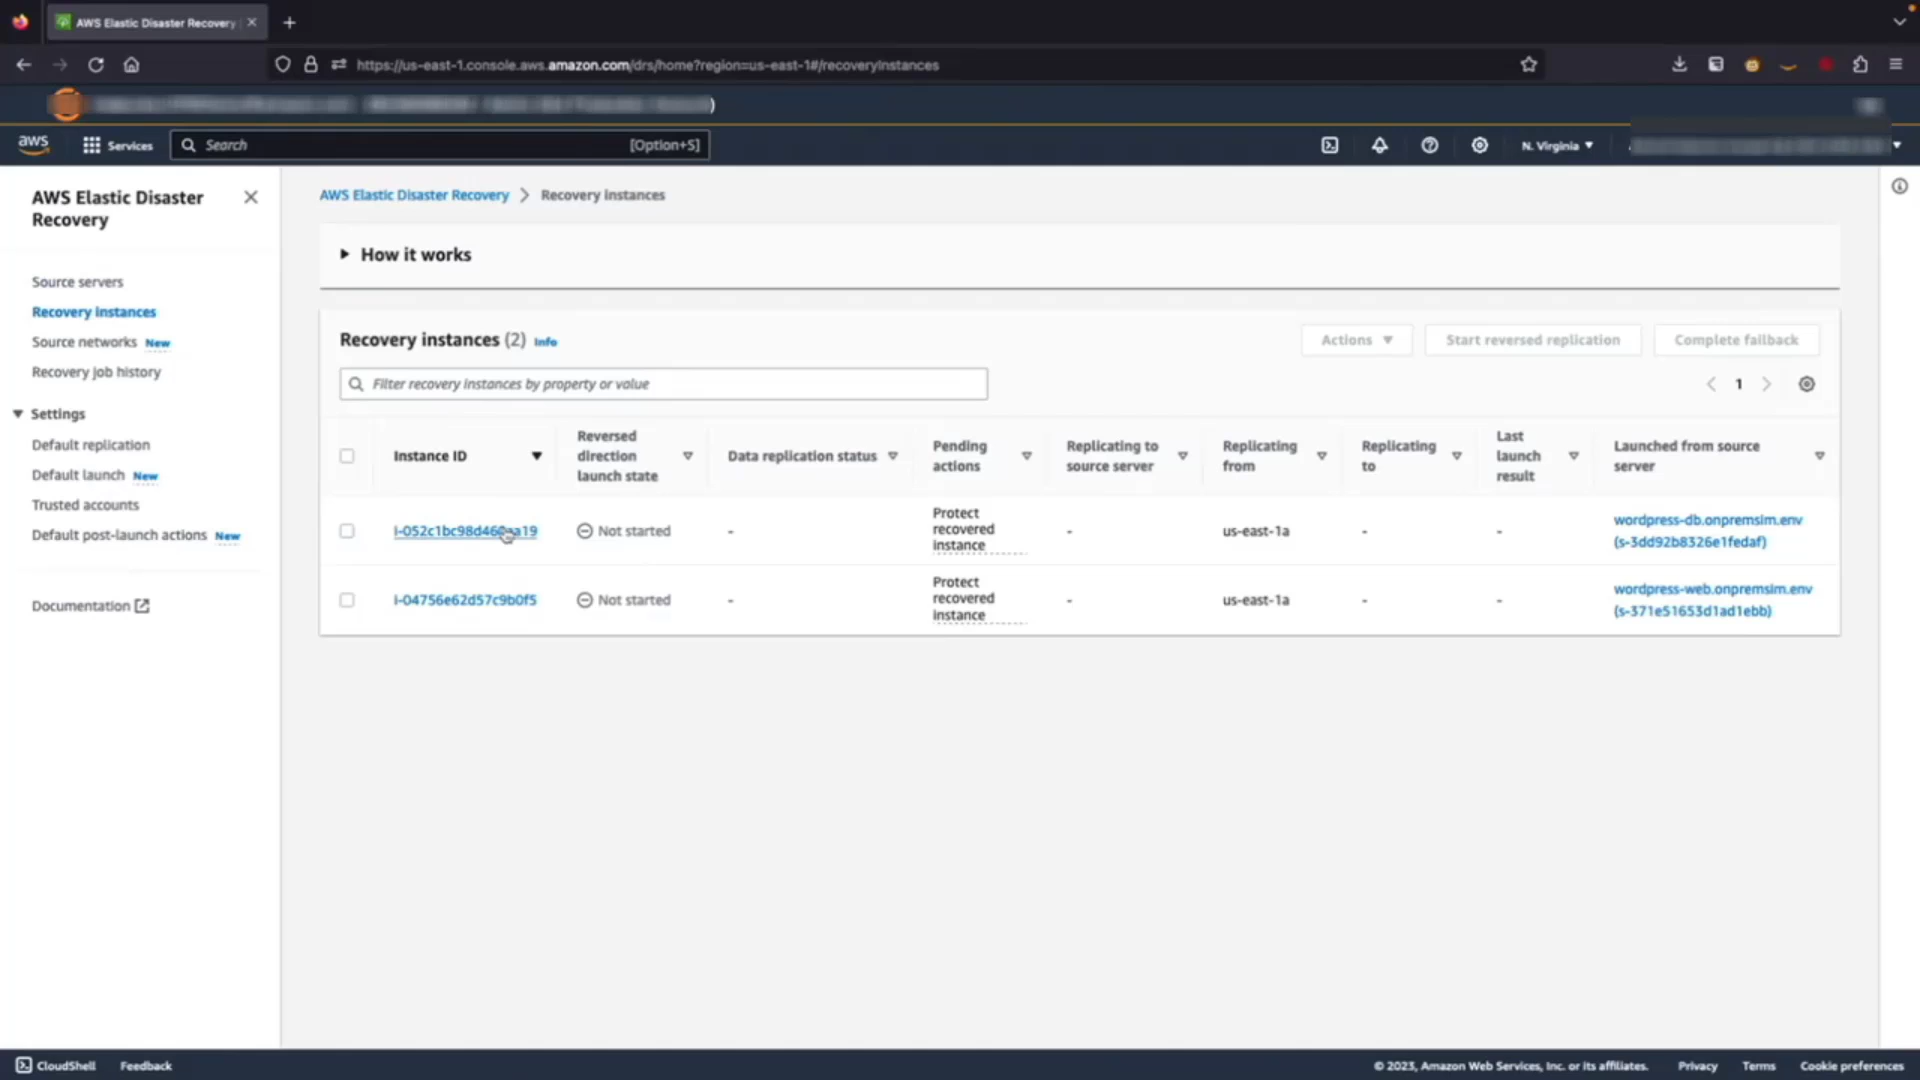 AWS Elastic Disaster Recovery
https://us-east-1.console.aws.amazon.com/drs/home?region=us-east-1#/recoveryInstances
)
aws
Services
Search
[Option+S]
N. Virginia
AWS Elastic Disaster
Recovery
Source servers
Recovery instances
Source networks New
Recovery job history
Settings
Default replication
Default launch New
Trusted accounts
Default post-launch actions New
Documentation
AWS Elastic Disaster Recovery > Recovery instances
How it works
Recovery instances (2) Info
Actions
Start reversed replication
Complete failback
Filter recovery instances by property or value
1
Instance ID
Reversed
direction
launch state
Data replication status
Pending
actions
Replicating to
source server
Replicating
from
Replicating
to
Last
launch
result
Launched from source
server
Not started
-
Protect
recovered
instance
-
us-east-1a
-
-
wordpress-db.onpremsim.env
(s-3dd92b8326e1fedaf)
i-04756e62d57c9b0f5
Not started
-
Protect
recovered
instance
-
us-east-1a
-
-
wordpress-web.onpremsim.env
(s-371e51653d1ad1ebb)
CloudShell
Feedback
© 2023, Amazon Web Services, Inc. or its affiliates.
Privacy
Terms
Cookie preferences